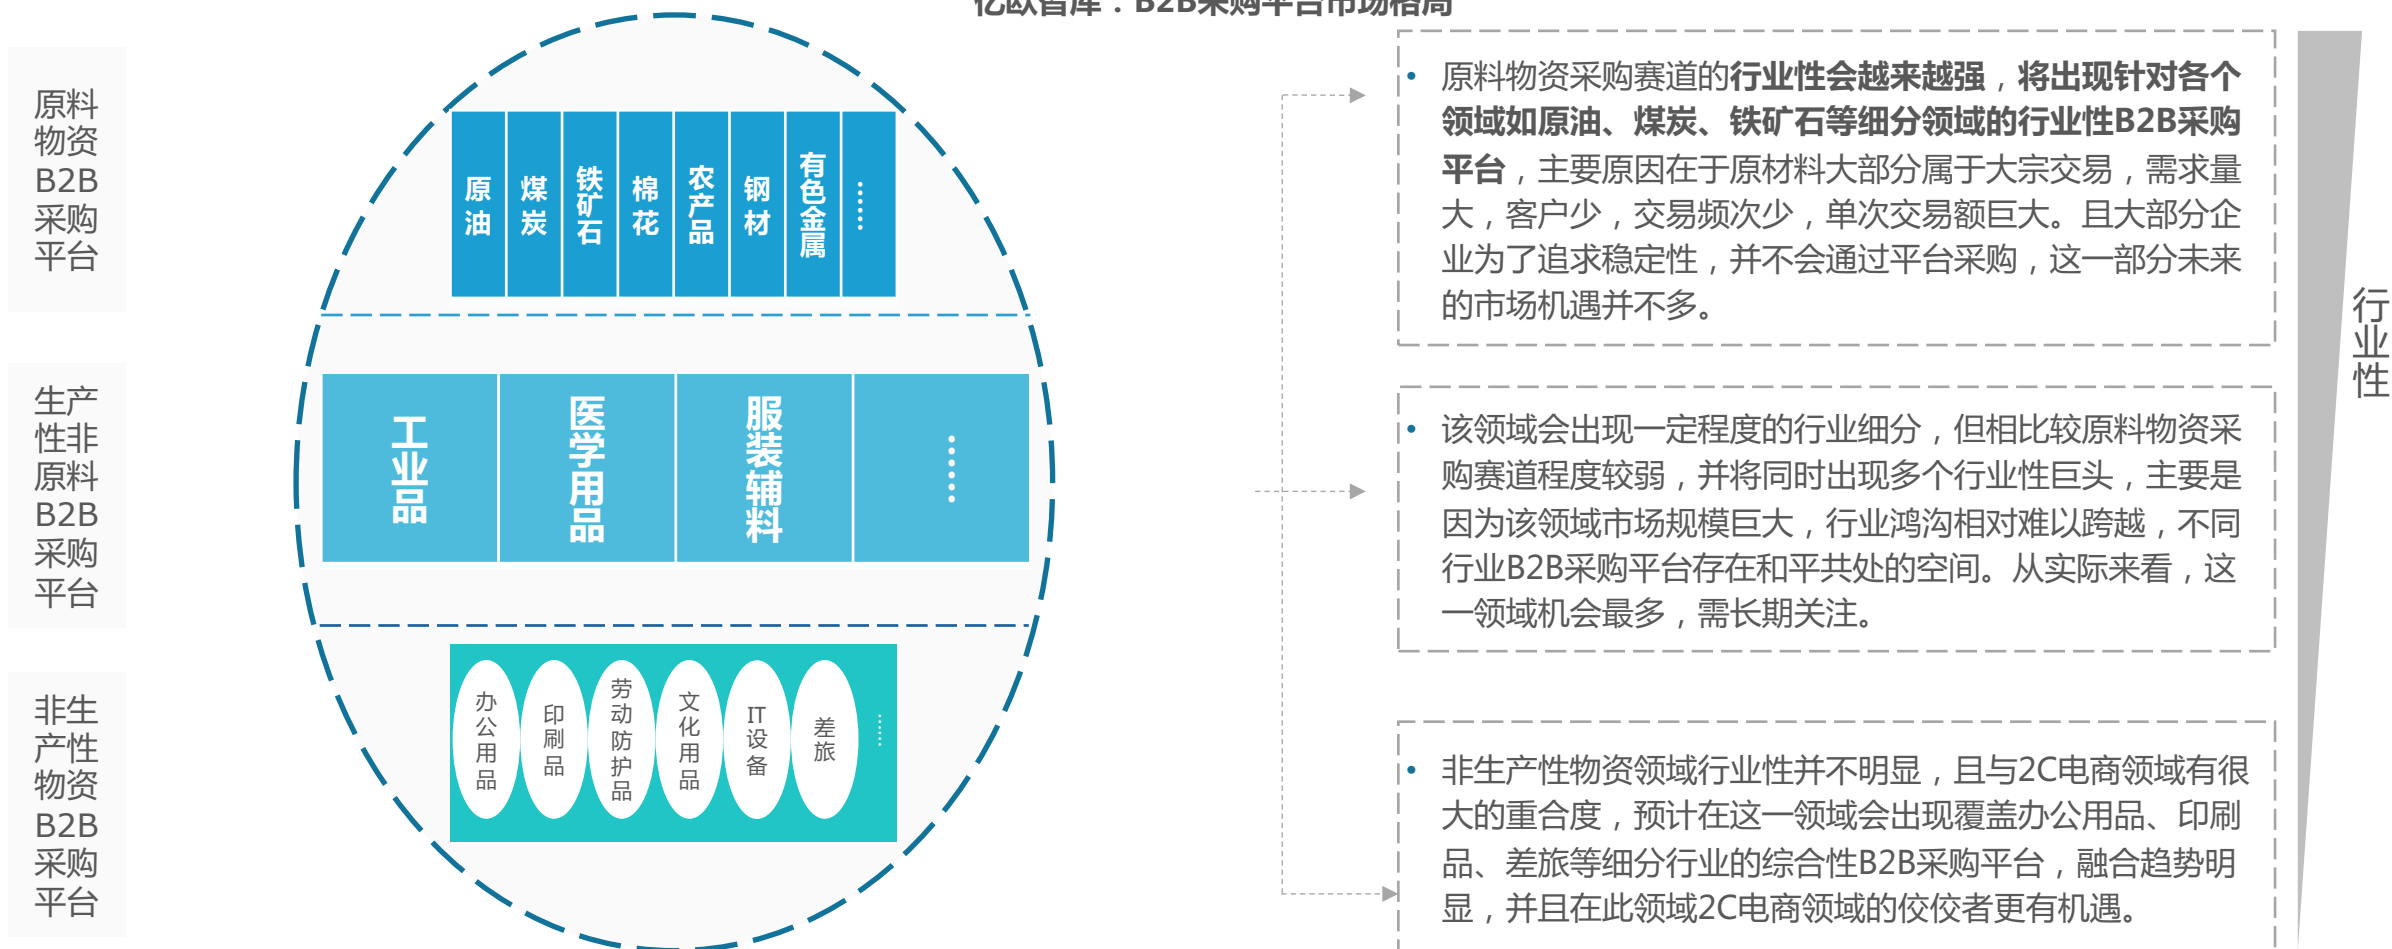 亿欧智库：B2B采购平台市场格局
原料
物资
B2B
采购
平台
原油
煤炭
铁矿石
棉花
农产品
钢材
有色金属
……
• 原料物资采购赛道的行业性会越来越强，将出现针对各个
领域如原油、煤炭、铁矿石等细分领域的行业性B2B采购
平台，主要原因在于原材料大部分属于大宗交易，需求量
大，客户少，交易频次少，单次交易额巨大。且大部分企
业为了追求稳定性，并不会通过平台采购，这一部分未来
的市场机遇并不多。
行业性
生产
性非
原料
B2B
采购
平台
工业品
医学用品
服装辅料
……
• 该领域会出现一定程度的行业细分，但相比较原料物资采
购赛道程度较弱，并将同时出现多个行业性巨头，主要是
因为该领域市场规模巨大，行业鸿沟相对难以跨越，不同
行业B2B采购平台存在和平共处的空间。从实际来看，这
一领域机会最多，需长期关注。
非生
产性
物资
B2B
采购
平台
办公用品
印刷品
劳动防护品
文化用品
IT设备
差旅
……
• 非生产性物资领域行业性并不明显，且与2C电商领域有很
大的重合度，预计在这一领域会出现覆盖办公用品、印刷
品、差旅等细分行业的综合性B2B采购平台，融合趋势明
显，并且在此领域2C电商领域的佼佼者更有机遇。